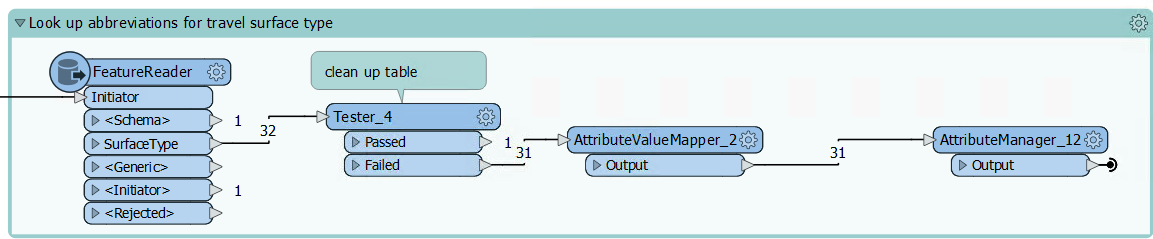 Look up abbreviations for travel surface type
FeatureReader
Initiator
<Schema>
1
SurfaceType
32
<Generic>
<Initiator>
1
<Rejected>
clean up table
Tester_4
Passed
1
Failed
31
AttributeValueMapper_2
Output
31
AttributeManager_12
Output